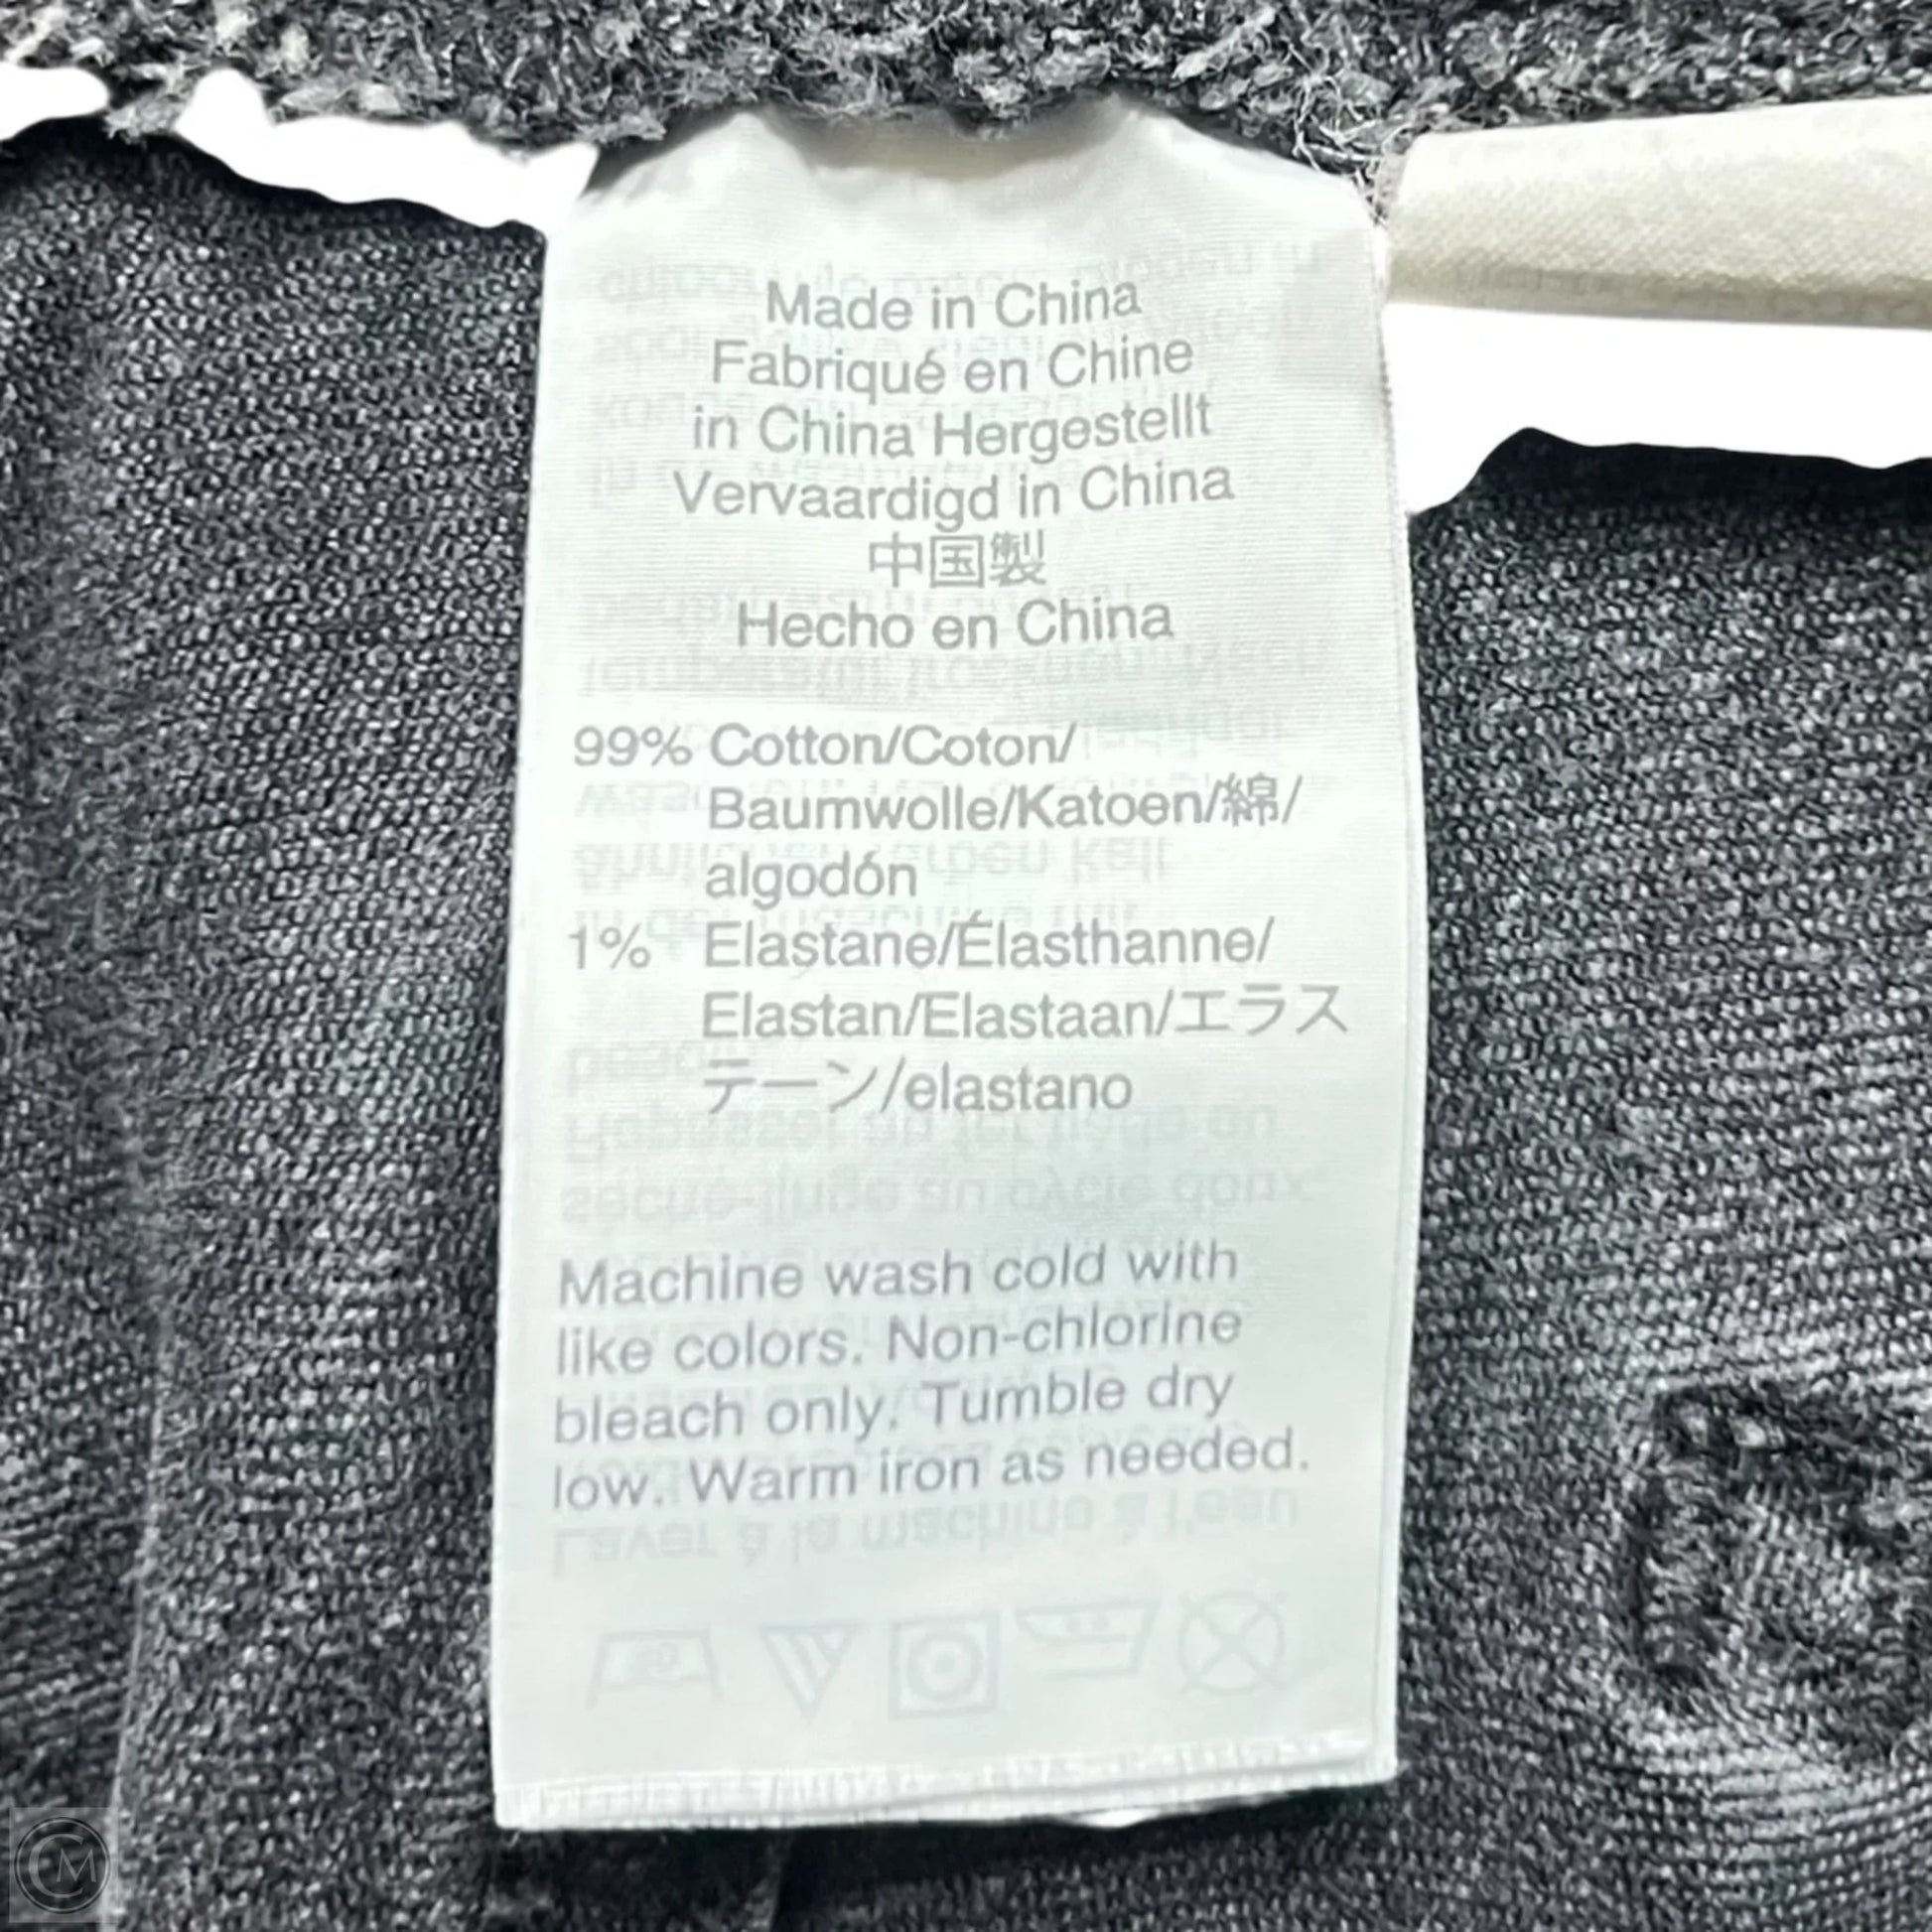 Made in China
Fabriqué en Chine
in China Hergestellt
Vervaardigd in China
中国製
Hecho en China
99% Cotton/Coton/
Baumwolle/Katoen/綿/
algodón
1% Elastane/Élasthanne/
Elastan/Elastaan/エラス
テーン/elastano
Machine wash cold with
like colors. Non-chlorine
bleach only. Tumble dry
low. Warm iron as needed.
CM